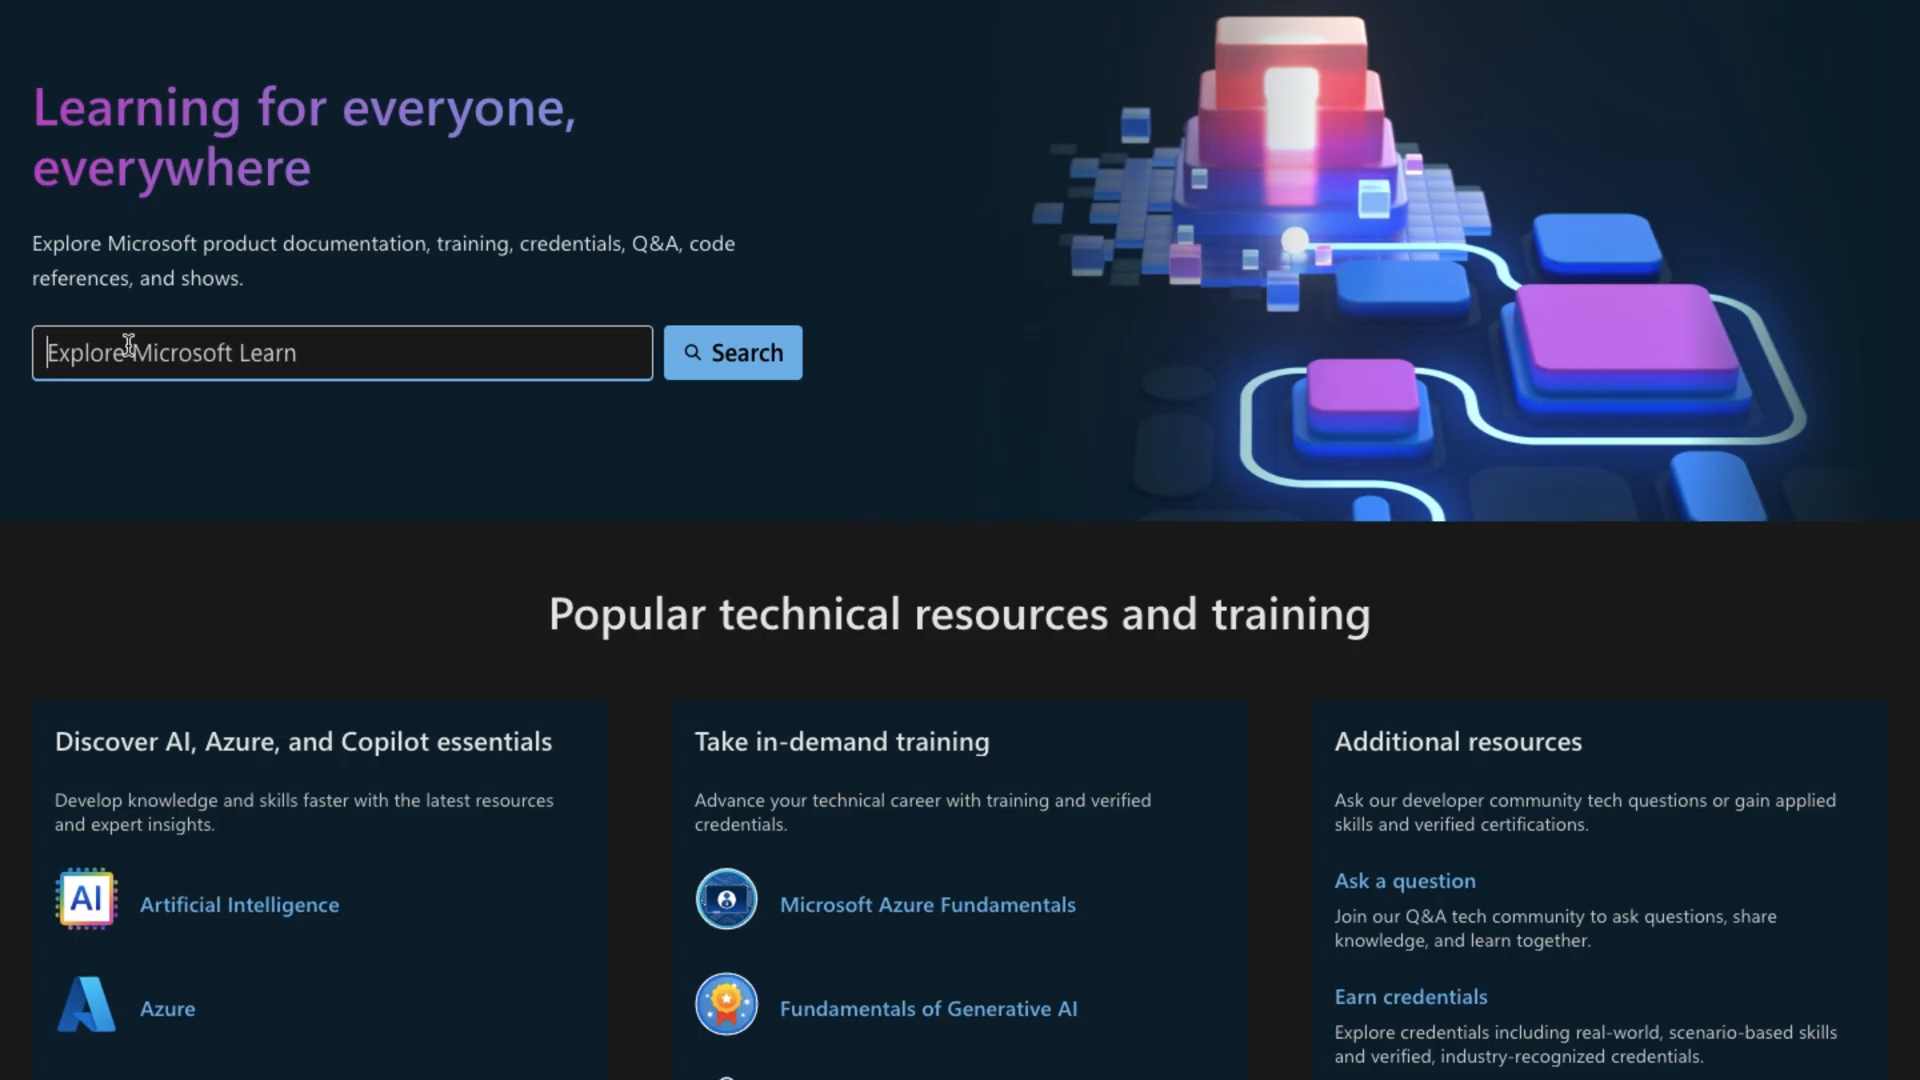 Learning for everyone,
everywhere
Explore Microsoft product documentation, training, credentials, Q&A, code
references, and shows.
Explore Microsoft Learn
Search
Popular technical resources and training
Discover AI, Azure, and Copilot essentials
Develop knowledge and skills faster with the latest resources
and expert insights.
AI
Artificial Intelligence
Azure
Take in-demand training
Advance your technical career with training and verified
credentials.
Microsoft Azure Fundamentals
Fundamentals of Generative AI
Additional resources
Ask our developer community tech questions or gain applied
skills and verified certifications.
Ask a question
Join our Q&A tech community to ask questions, share
knowledge, and learn together.
Earn credentials
Explore credentials including real-world, scenario-based skills
and verified, industry-recognized credentials.